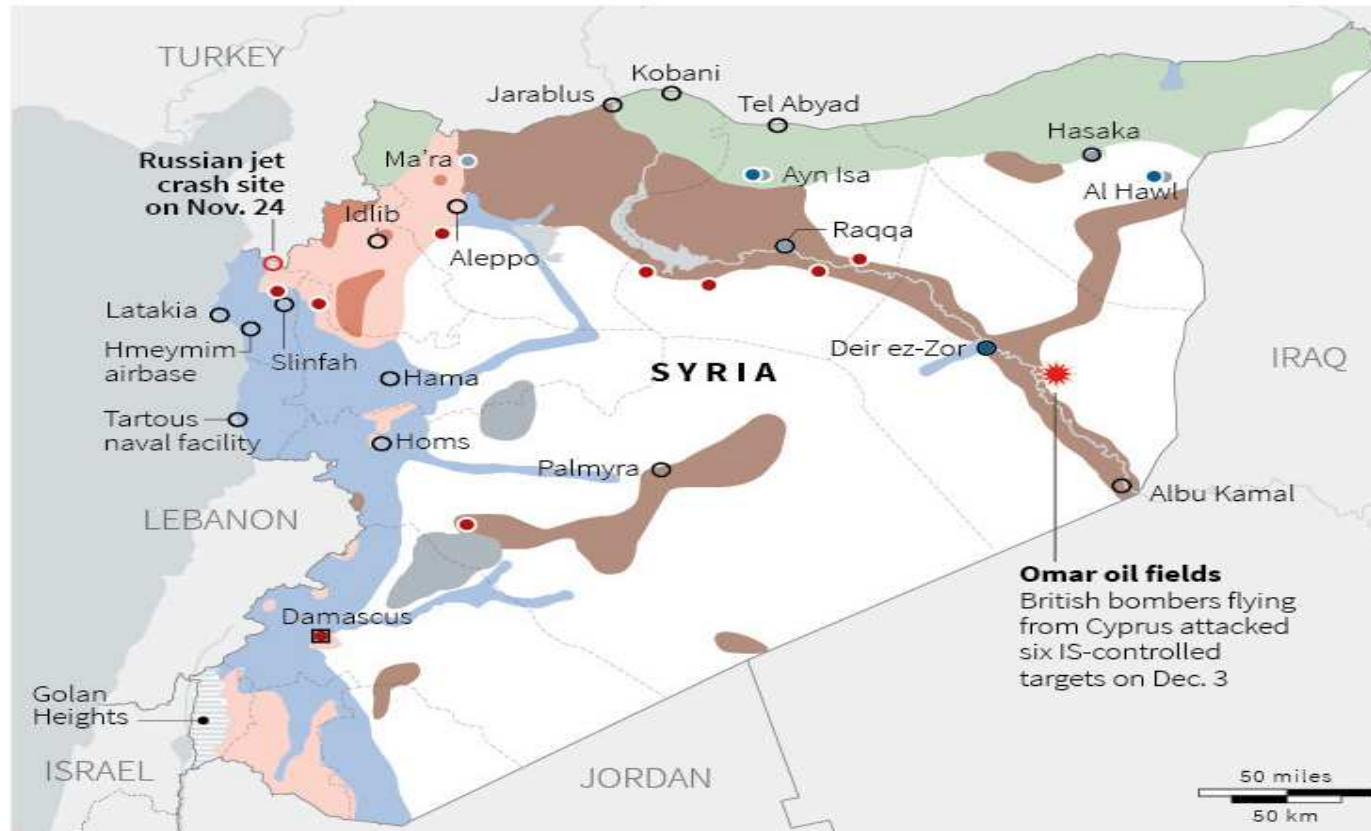 TURKEY
Kobani
Jarablus
Tel Abyad
Hasaka
Russian jet
crash site
on Nov. 24
Ma'ra
Ayn Isa
Al Hawl
Idlib
Raqqa
Aleppo
Latakia
Hmeymim
airbase
Slinfah
Deir ez-Zor
IRAQ
SYRIA
Hama
Tartous
naval facility
Homs
Palmyra
Albu Kamal
LEBANON
Omar oil fields
British bombers flying
from Cyprus attacked
six IS-controlled
targets on Dec. 3
Damascus
Golan
Heights
ISRAEL
JORDAN
50 miles
50 km